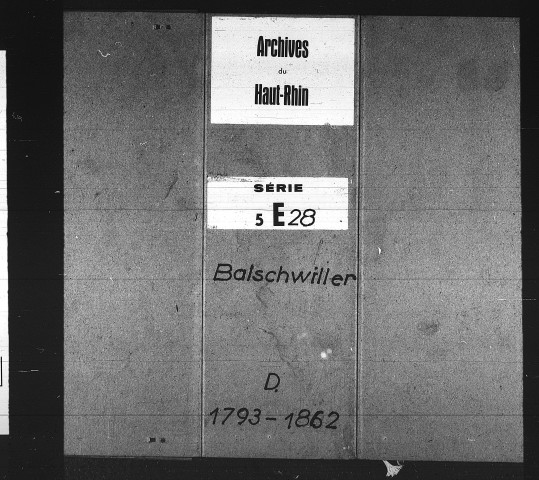 Archives
du
Haut-Rhin
SÉRIE
5 E 28
Balschwiller
D.
1793-1862